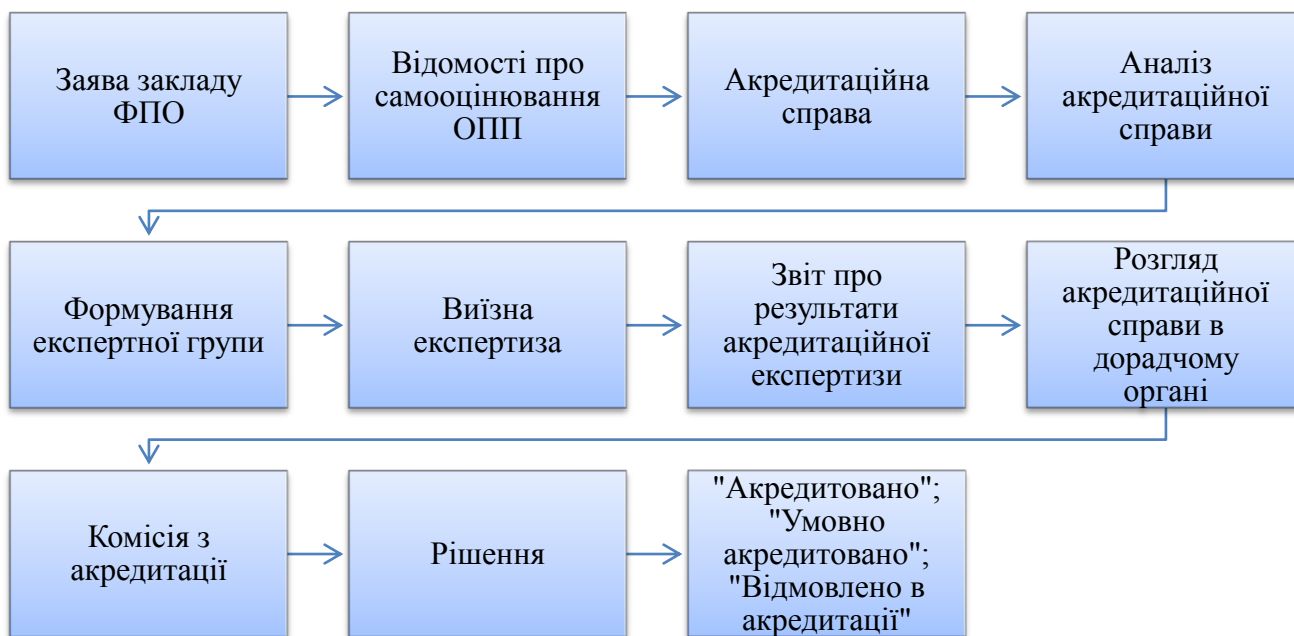 Заява закладу
ФПО
Відомості про
самооцінювання
ОПП
Акредитаційна
справа
Аналіз
акредитаційної
справи
Формування
експертної групи
Виїзна
експертиза
Звіт про
результати
акредитаційної
експертизи
Розгляд
акредитаційної
справи в
дорадчому
органі
Комісія з
акредитації
Рішення
"Акредитовано";
"Умовно
акредитовано";
"Відмовлено в
акредитації"